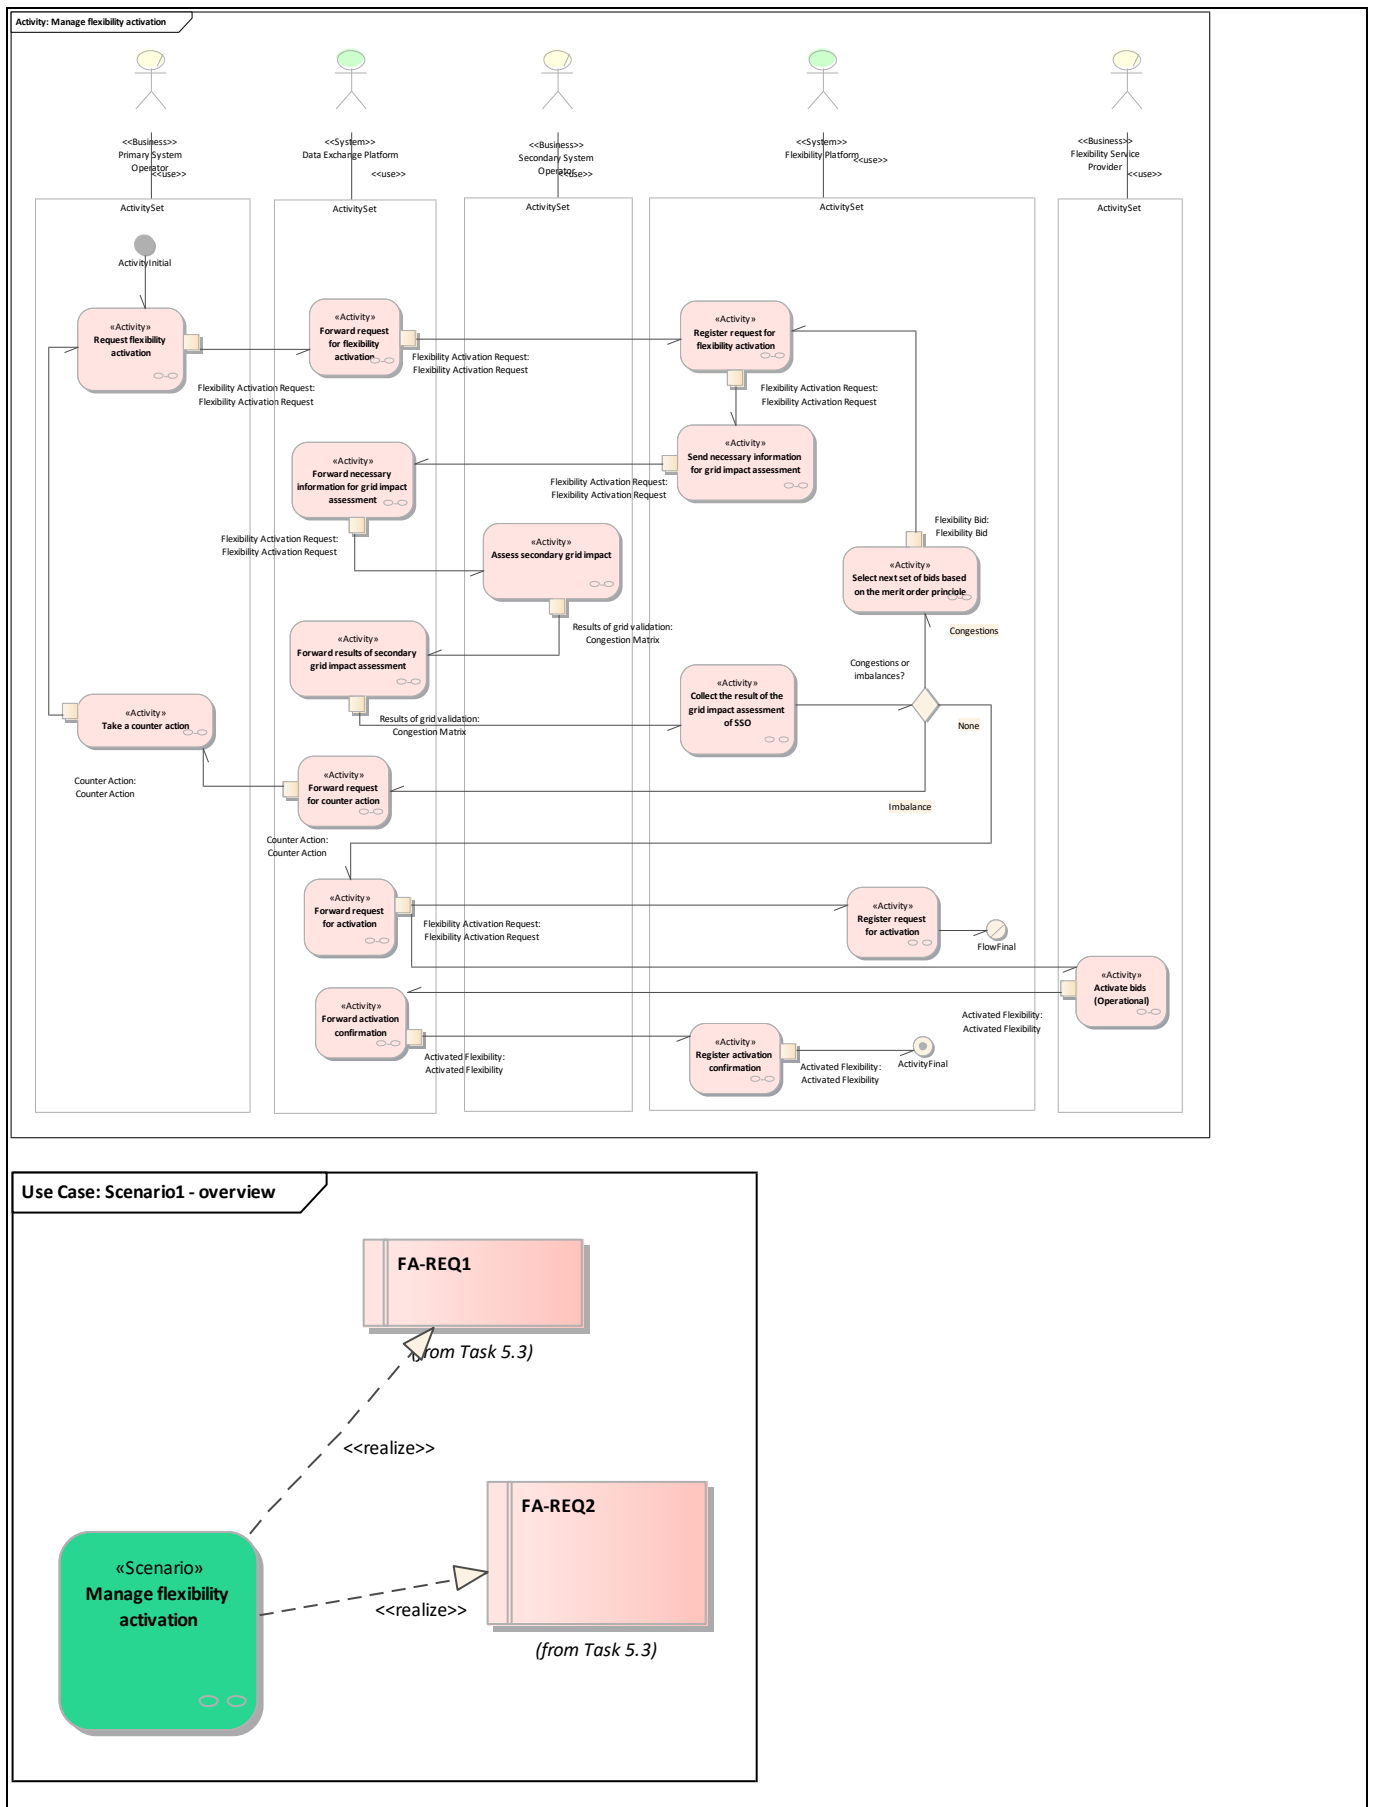 Activity: Manage flexibility activation
<<Business>>
Primary System
Operator
<<use>>
<<System>>
Data Exchange Platform
<<use>>
<<Business>>
Secondary System
Operator
<<use>>
<<System>>
Flexibility Platform
<<use>>
<<Business>>
Flexibility Service
Provider
<<use>>
ActivitySet
ActivitySet
ActivitySet
ActivitySet
ActivitySet
ActivityInitial
«Activity»
Request flexibility
activation
Flexibility Activation Request:
Flexibility Activation Request
«Activity»
Forward request
for flexibility
activation
Flexibility Activation Request:
Flexibility Activation Request
«Activity»
Register request for
flexibility activation
Flexibility Activation Request:
Flexibility Activation Request
«Activity»
Send necessary information
for grid impact assessment
Flexibility Activation Request:
Flexibility Activation Request
«Activity»
Forward necessary
information for grid impact
assessment
Flexibility Activation Request:
Flexibility Activation Request
«Activity»
Assess secondary grid impact
Results of grid validation:
Congestion Matrix
Flexibility Bid:
Flexibility Bid
«Activity»
Select next set of bids based
on the merit order principle
Congestions
«Activity»
Forward results of secondary
grid impact assessment
Results of grid validation:
Congestion Matrix
«Activity»
Collect the result of the
grid impact assessment
of SSO
Congestions or
imbalances?
None
Imbalance
«Activity»
Take a counter action
Counter Action:
Counter Action
«Activity»
Forward request
for counter action
Counter Action:
Counter Action
«Activity»
Forward request
for activation
Flexibility Activation Request:
Flexibility Activation Request
«Activity»
Register request
for activation
FlowFinal
«Activity»
Activate bids
(Operational)
Activated Flexibility:
Activated Flexibility
«Activity»
Forward activation
confirmation
Activated Flexibility:
Activated Flexibility
«Activity»
Register activation
confirmation
Activated Flexibility:
Activated Flexibility
ActivityFinal
Use Case: Scenario1 - overview
FA-REQ1
(from Task 5.3)
<<realize>>
FA-REQ2
<<realize>>
(from Task 5.3)
«Scenario»
Manage flexibility
activation